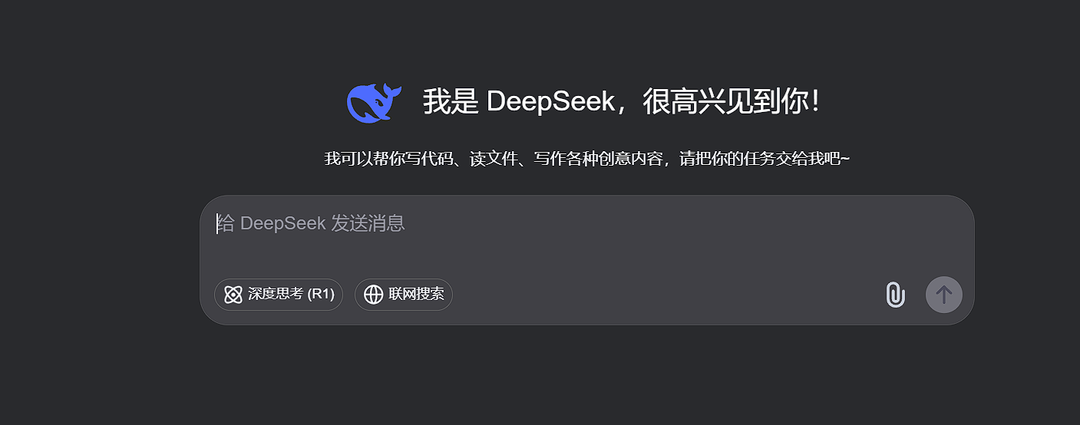 我是 DeepSeek，很高兴见到你！
我可以帮你写代码、读文件、写作各种创意内容，请把你的任务交给我吧~
给 DeepSeek 发送消息
深度思考 (R1) 联网搜索